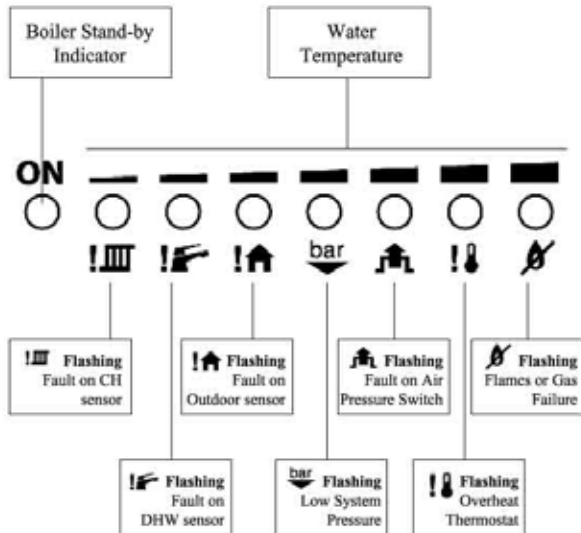 Boiler Stand-by
Indicator
Water
Temperature
ON
!
!
!
bar
!
! Flashing
Fault on CH
sensor
! Flashing
Fault on
Outdoor sensor
Flashing
Fault on Air
Pressure Switch
Flashing
Flames or Gas
Failure
! Flashing
Fault on
DHW sensor
bar Flashing
Low System
Pressure
! Flashing
Overheat
Thermostat